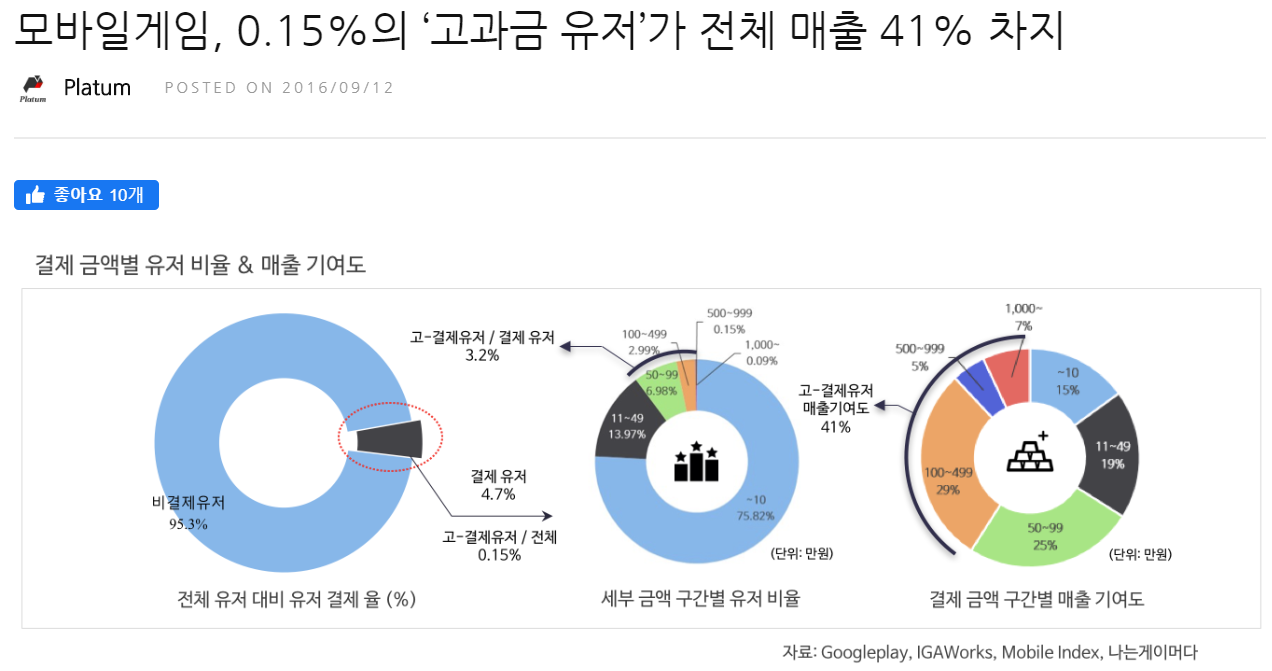 모바일게임, 0.15%의 ‘고과금 유저’가 전체 매출 41% 차지
Platum
Platum
POSTED ON 2016/09/12
좋아요 10개
결제 금액별 유저 비율 & 매출 기여도
비결제유저
95.3%
결제 유저
4.7%
고-결제유저 / 전체
0.15%
전체 유저 대비 유저 결제 율 (%)
고-결제유저 / 결제 유저
3.2%
100~499
2.99%
500~999
0.15%
1,000~
0.09%
50~99
6.98%
11~49
13.97%
~10
75.82%
(단위: 만원)
세부 금액 구간별 유저 비율
고-결제유저
매출기여도
41%
500~999
5%
1,000~
7%
~10
15%
11~49
19%
100~499
29%
50~99
25%
(단위: 만원)
결제 금액 구간별 매출 기여도
자료: Googleplay, IGAWorks, Mobile Index, 나는게이머다